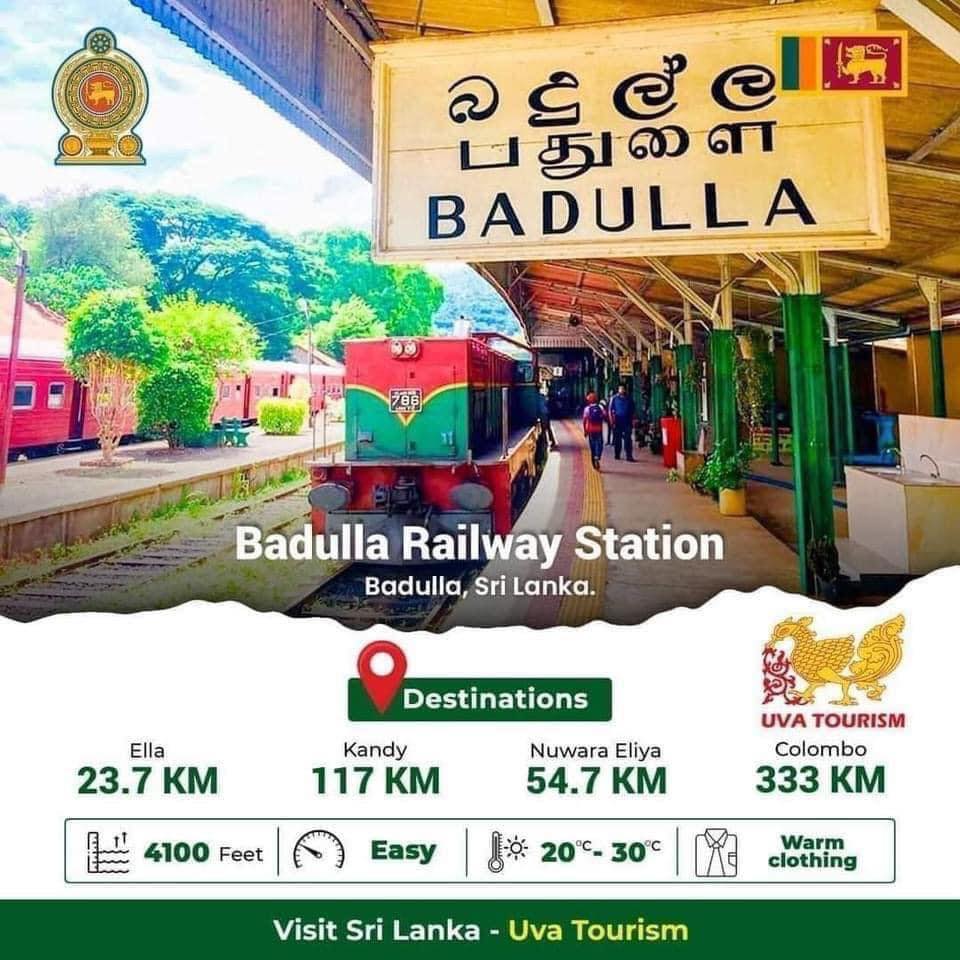 බදුල්ල
பதுளை
BADULLA
786
Badulla Railway Station
Badulla, Sri Lanka.
Destinations
UVA TOURISM
Ella
23.7 KM
Kandy
117 KM
Nuwara Eliya
54.7 KM
Colombo
333 KM
4100 Feet
Easy
20°C - 30°C
Warm
clothing
Visit Sri Lanka - Uva Tourism